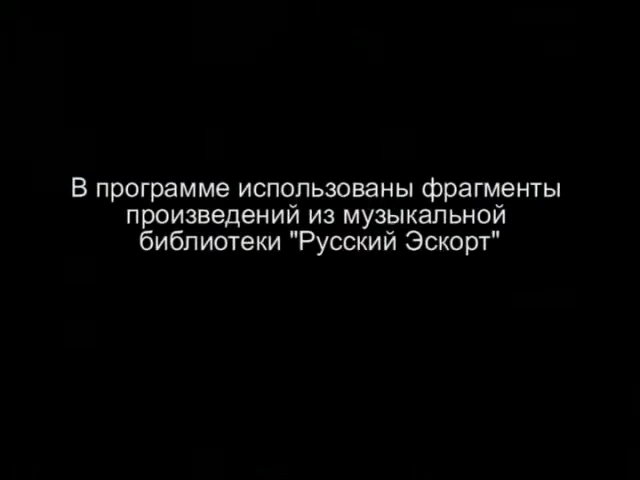 В программе использованы фрагменты
произведений из музыкальной
библиотеки "Русский Эскорт"